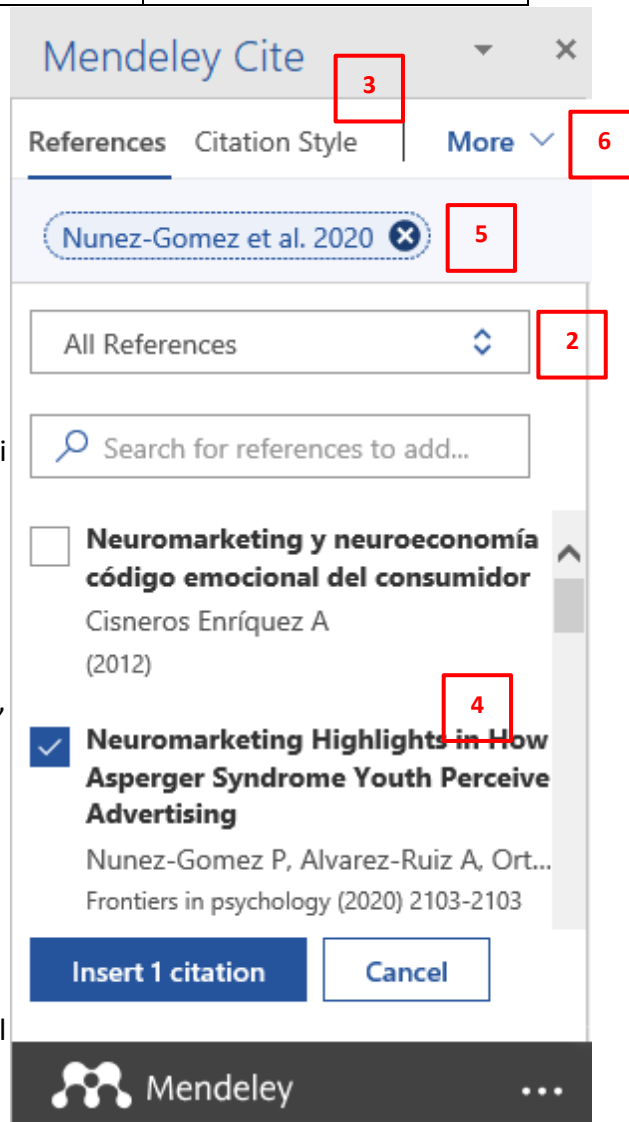 Mendeley Cite
3
References Citation Style More 6
Nunez-Gomez et al. 2020 5
All References 2
i
Search for references to add...
Neuromarketing y neuroeconomía
código emocional del consumidor
Cisneros Enríquez A
(2012)
4
,
Neuromarketing Highlights in How
Asperger Syndrome Youth Perceive
Advertising
Nunez-Gomez P, Alvarez-Ruiz A, Ort...
Frontiers in psychology (2020) 2103-2103
Insert 1 citation Cancel
l
Mendeley ...